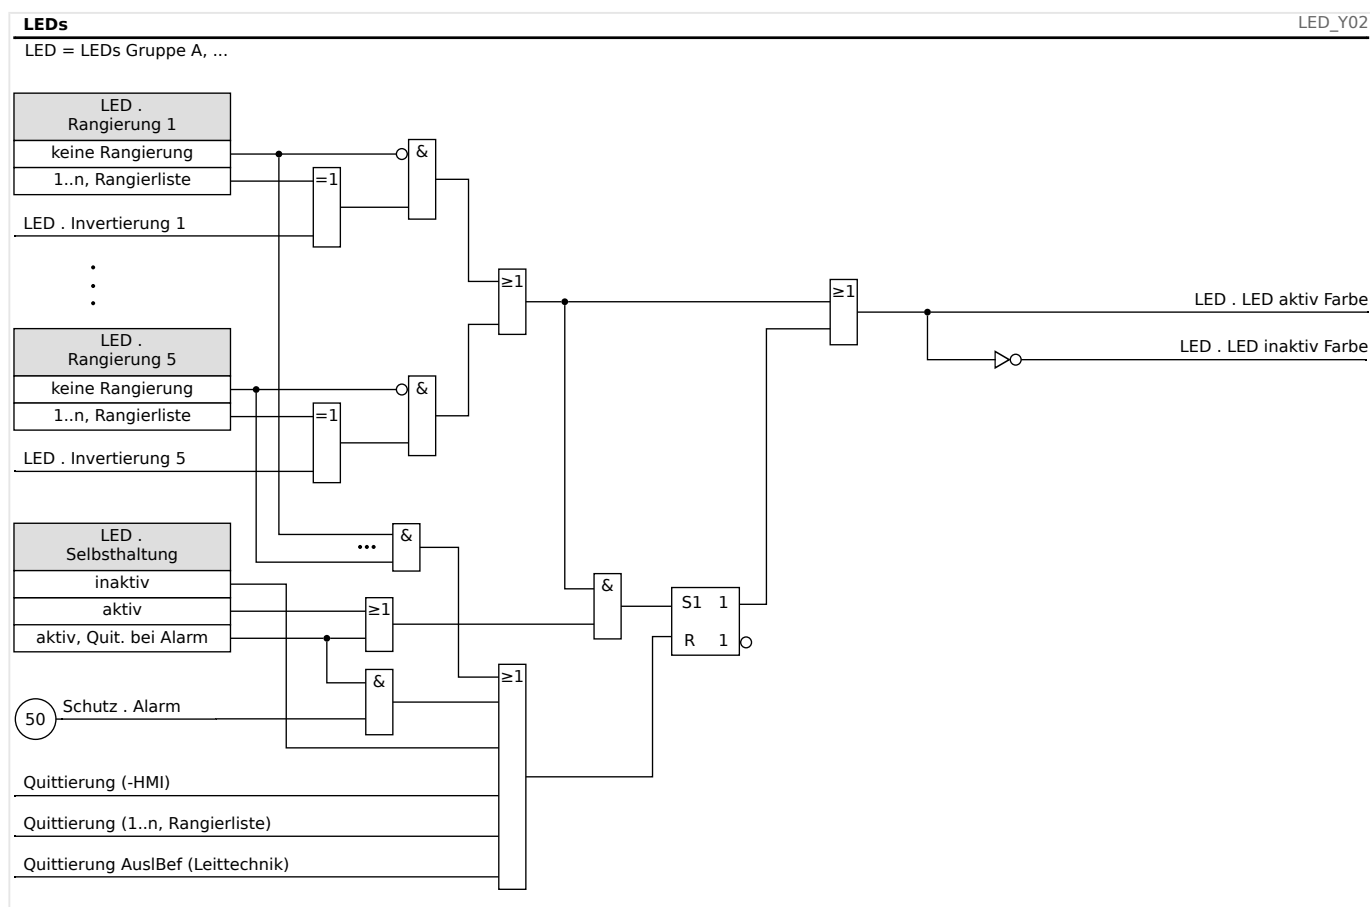 LEDs
LED_Y02
LED = LEDs Gruppe A, ...
LED .
Rangierung 1
keine Rangierung
1..n, Rangierliste
&
=1
LED . Invertierung 1
≥1
≥1
LED . LED aktiv Farbe
LED . LED inaktiv Farbe
LED .
Rangierung 5
keine Rangierung
1..n, Rangierliste
&
=1
LED . Invertierung 5
LED .
Selbsthaltung
inaktiv
aktiv
aktiv, Quit. bei Alarm
&
...
≥1
&
S1 1
R 1
&
≥1
50
Schutz . Alarm
Quittierung (-HMI)
Quittierung (1..n, Rangierliste)
Quittierung AuslBef (Leittechnik)